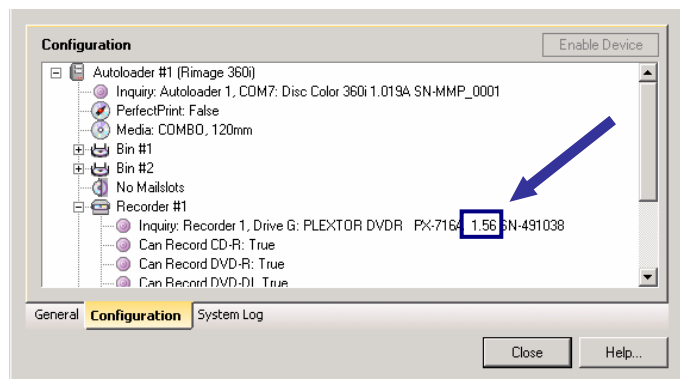 Configuration
Enable Device
Autoloader #1 (Rimage 360i)
Inquiry: Autoloader 1, COM7: Disc Color 360i 1.019A SN-MMP_0001
PerfectPrint: False
Media: COMBO, 120mm
Bin #1
Bin #2
No Mailslots
Recorder #1
Inquiry: Recorder 1, Drive G: PLEXTOR DVDR PX-716A 1.56 SN-491038
Can Record CD-R: True
Can Record DVD-R: True
Can Record DVD-DL True
General Configuration System Log
Close Help...